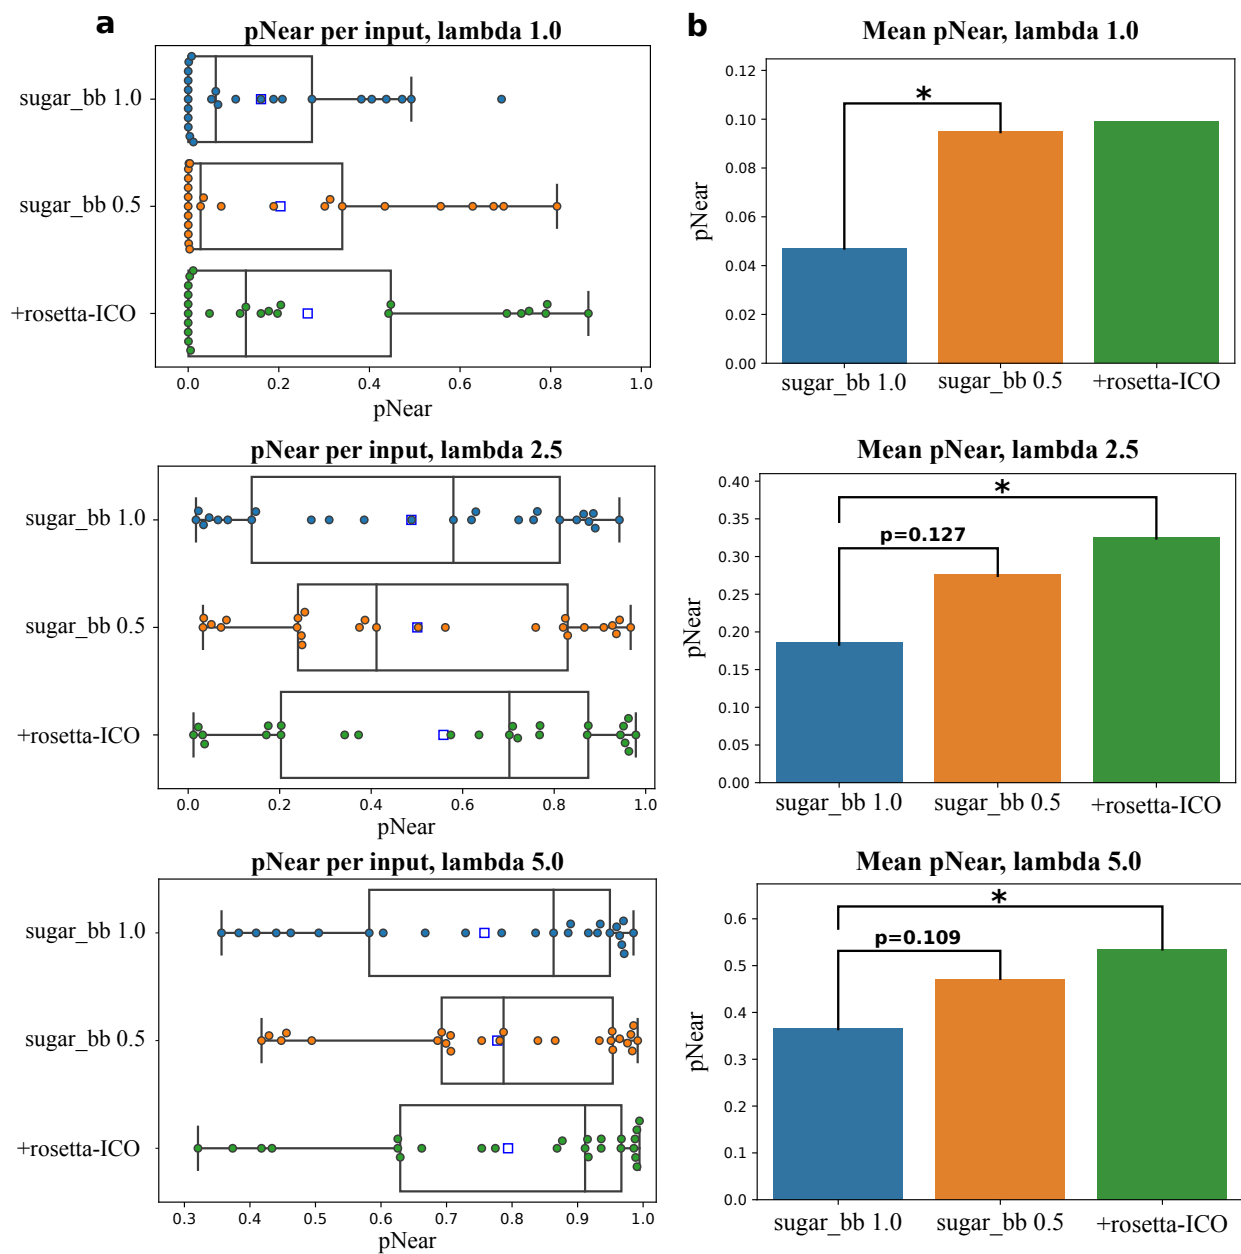 a
pNear per input, lambda 1.0
sugar_bb 1.0
sugar_bb 0.5
+rosetta-ICO
0.0 0.2 0.4 0.6 0.8 1.0
pNear
b
Mean pNear, lambda 1.0
0.12
0.10
0.08
0.06
0.04
0.02
0.00
pNear
*
sugar_bb 1.0 sugar_bb 0.5 +rosetta-ICO
pNear per input, lambda 2.5
sugar_bb 1.0
sugar_bb 0.5
+rosetta-ICO
0.0 0.2 0.4 0.6 0.8 1.0
pNear
Mean pNear, lambda 2.5
0.40
0.35
0.30
0.25
0.20
0.15
0.10
0.05
0.00
pNear
*
p=0.127
sugar_bb 1.0 sugar_bb 0.5 +rosetta-ICO
pNear per input, lambda 5.0
sugar_bb 1.0
sugar_bb 0.5
+rosetta-ICO
0.3 0.4 0.5 0.6 0.7 0.8 0.9 1.0
pNear
Mean pNear, lambda 5.0
0.6
0.5
0.4
0.3
0.2
0.1
0.0
pNear
*
p=0.109
sugar_bb 1.0 sugar_bb 0.5 +rosetta-ICO